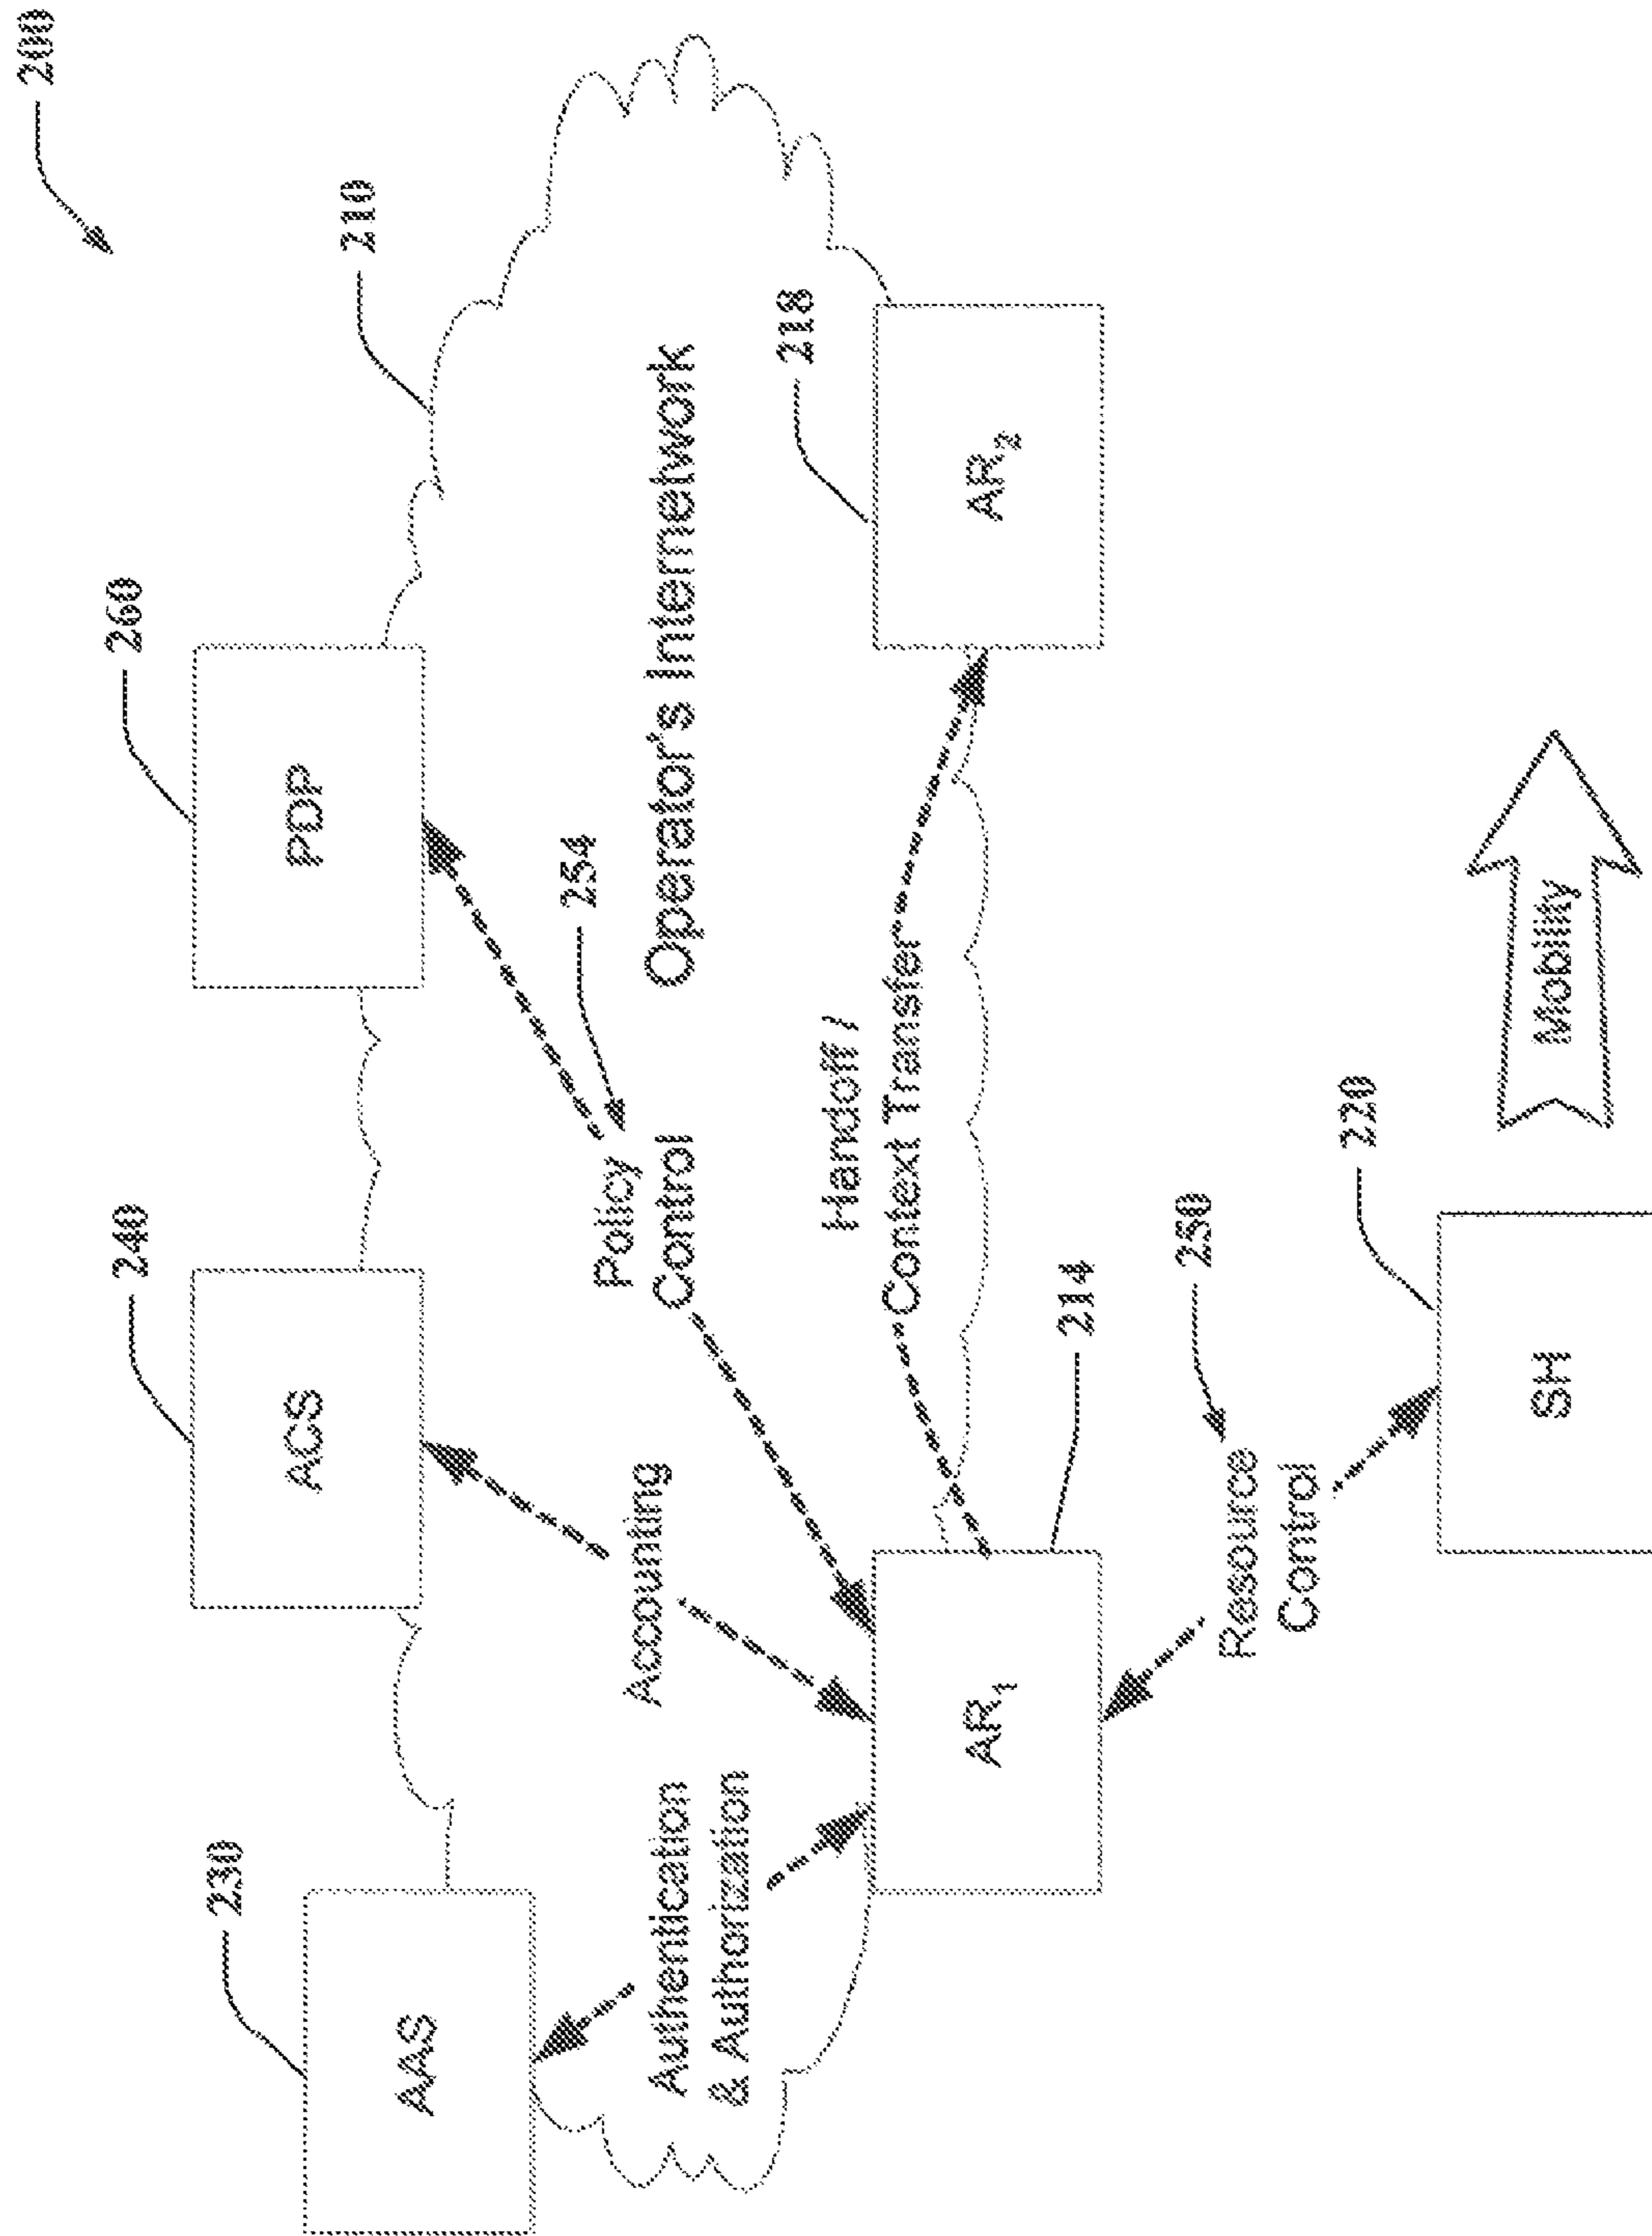 200
210
260
PDP
240
ACS
230
AAS
254
Policy
Control
Operator's Internetwork
Accounting
Authentication
& Authorization
218
AR2
Handoff /
Context Transfer
214
AR1
250
Resource
Control
220
SH
Mobility